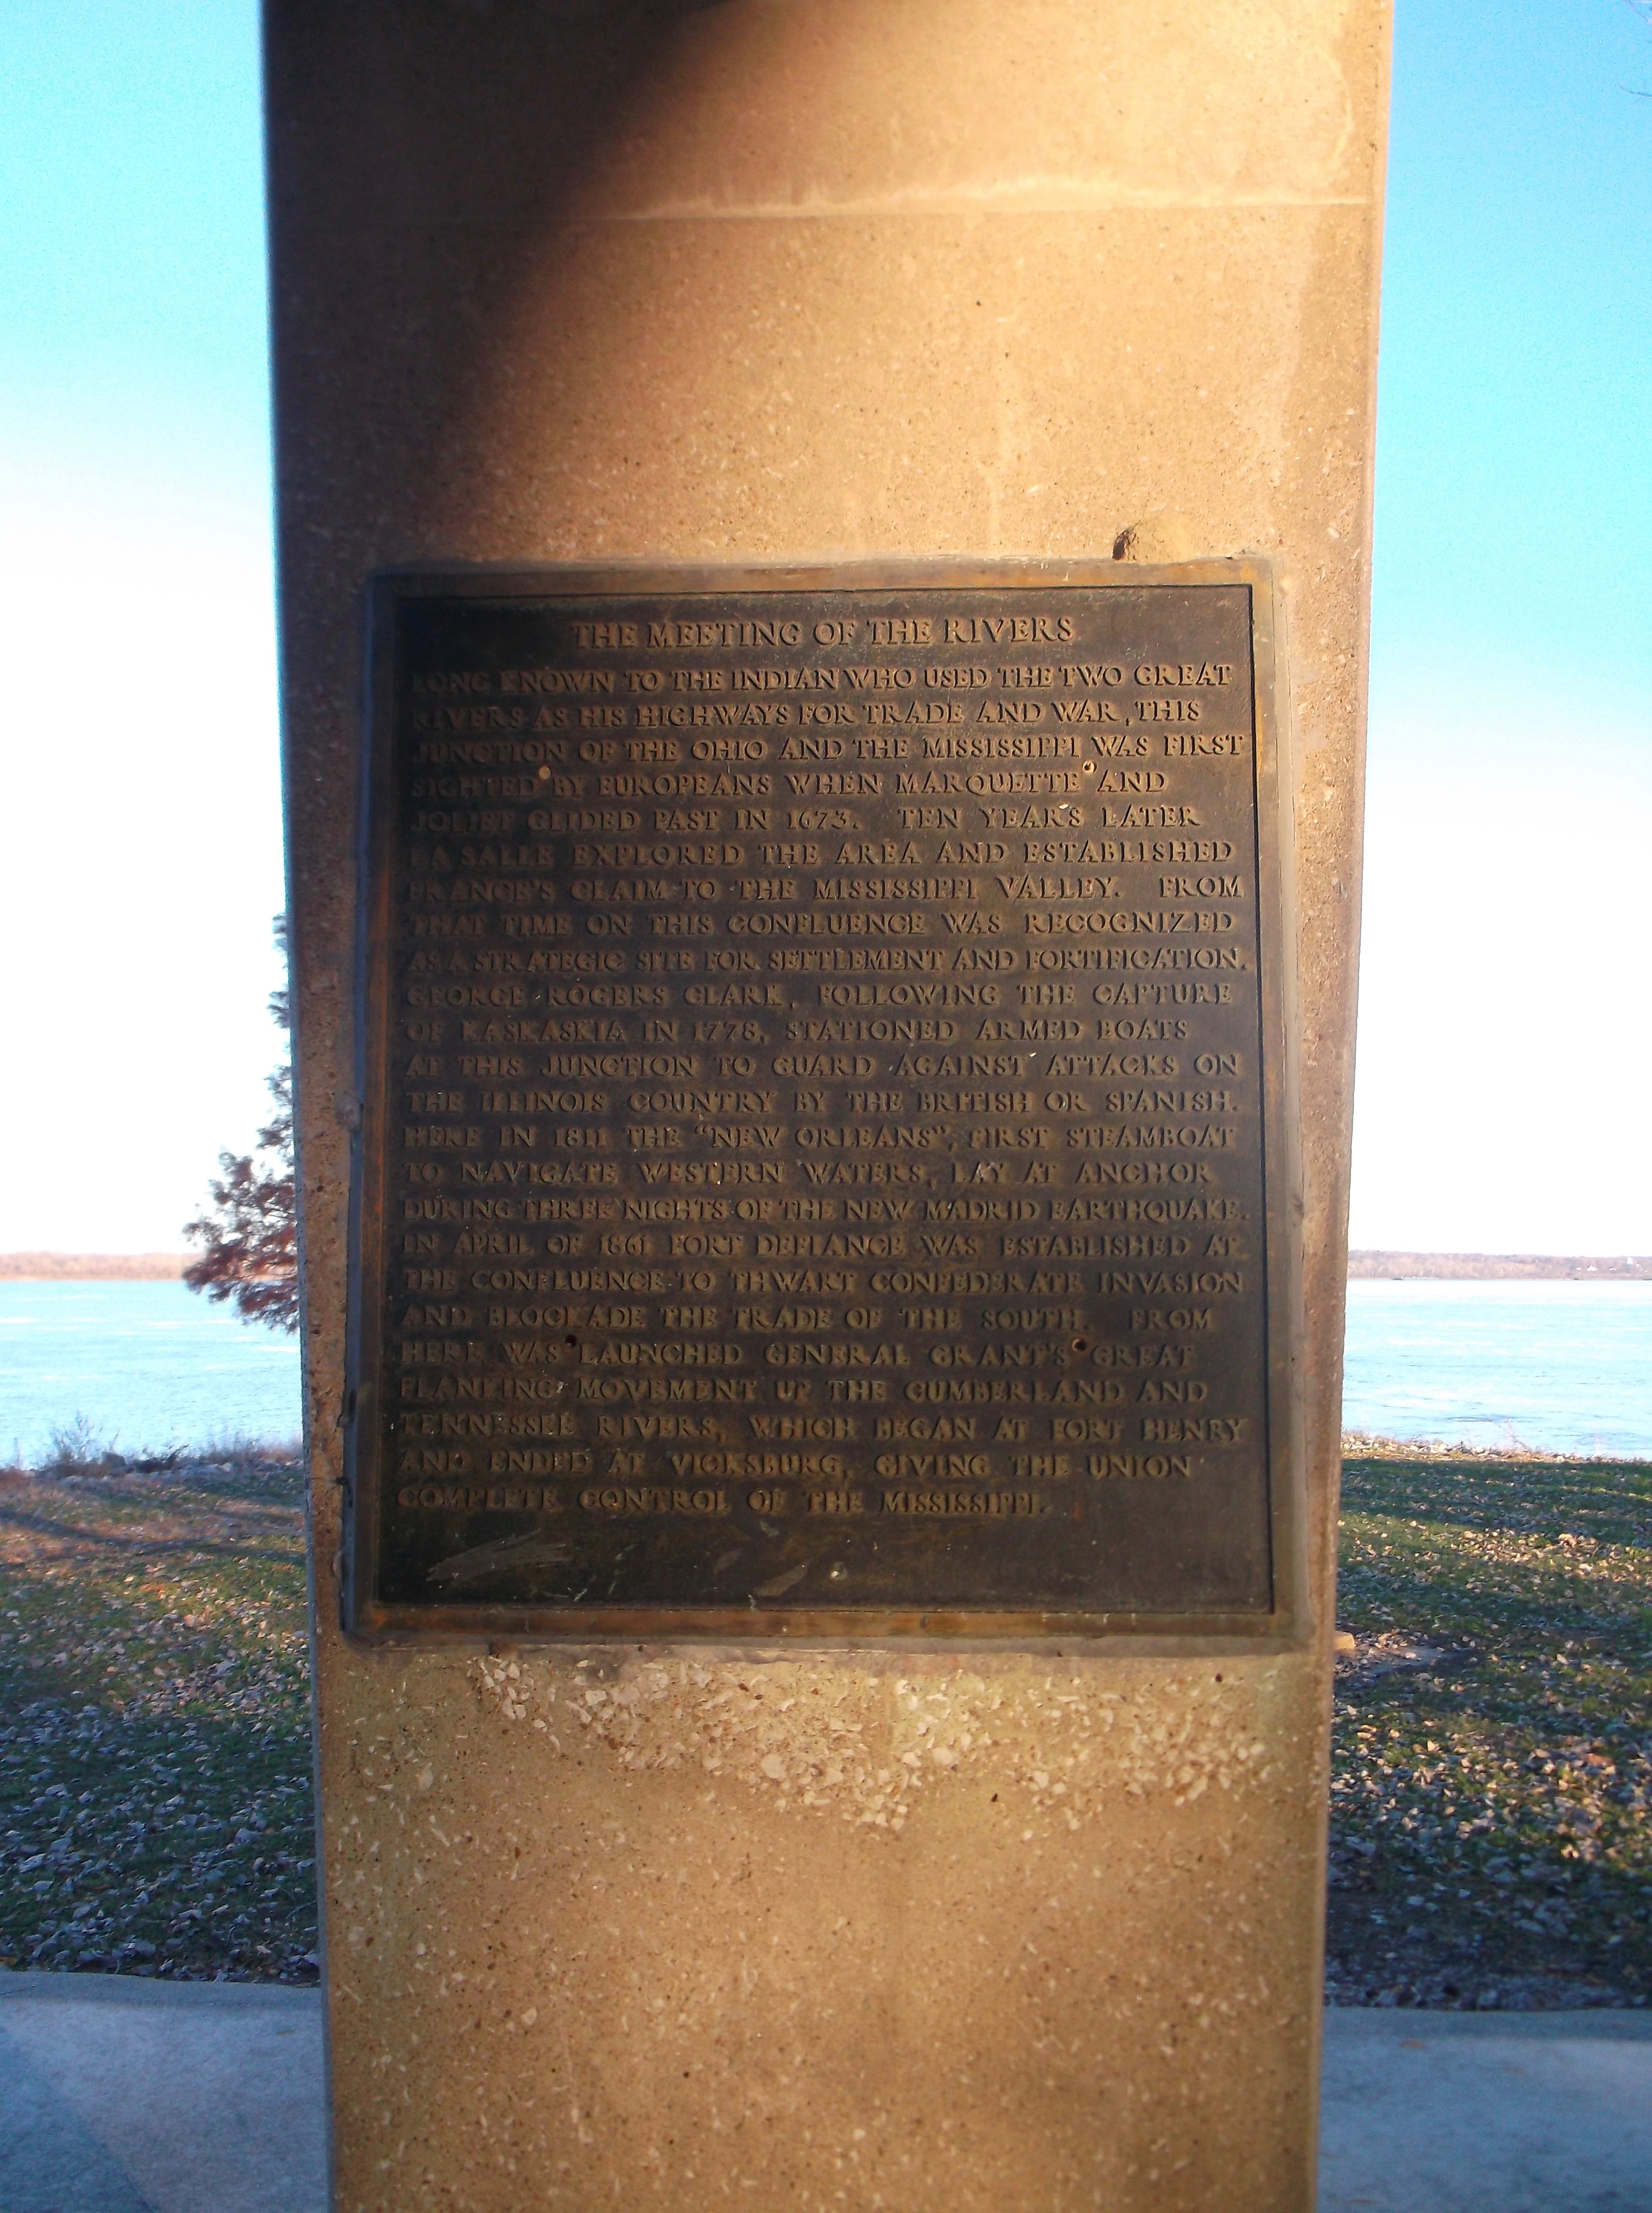 THE MEETING OF THE RIVERS
LONG KNOWN TO THE INDIAN WHO USED THE TWO GREAT
RIVERS AS HIS HIGHWAYS FOR TRADE AND WAR, THIS
JUNCTION OF THE OHIO AND THE MISSISSIPPI WAS FIRST
SIGHTED BY EUROPEANS WHEN MARQUETTE AND
JOLIET GLIDED PAST IN 1673. TEN YEARS LATER
LA SALLE EXPLORED THE AREA AND ESTABLISHED
FRANCE'S CLAIM TO THE MISSISSIPPI VALLEY. FROM
THAT TIME ON THIS CONFLUENCE WAS RECOGNIZED
AS A STRATEGIC SITE FOR SETTLEMENT AND FORTIFICATION.
GEORGE ROGERS CLARK, FOLLOWING THE CAPTURE
OF KASKASKIA IN 1778, STATIONED ARMED BOATS
AT THIS JUNCTION TO GUARD AGAINST ATTACKS ON
THE ILLINOIS COUNTRY BY THE BRITISH OR SPANISH.
HERE IN 1811 THE "NEW ORLEANS", FIRST STEAMBOAT
TO NAVIGATE WESTERN WATERS, LAY AT ANCHOR
DURING THREE NIGHTS OF THE NEW MADRID EARTHQUAKE.
IN APRIL OF 1861 FORT DEFIANCE WAS ESTABLISHED AT
THE CONFLUENCE TO THWART CONFEDERATE INVASION
AND BLOCKADE THE TRADE OF THE SOUTH. FROM
HERE WAS LAUNCHED GENERAL GRANT'S GREAT
FLANKING MOVEMENT UP THE CUMBERLAND AND
TENNESSEE RIVERS, WHICH BEGAN AT FORT HENRY
AND ENDED AT VICKSBURG, GIVING THE UNION
COMPLETE CONTROL OF THE MISSISSIPPI.